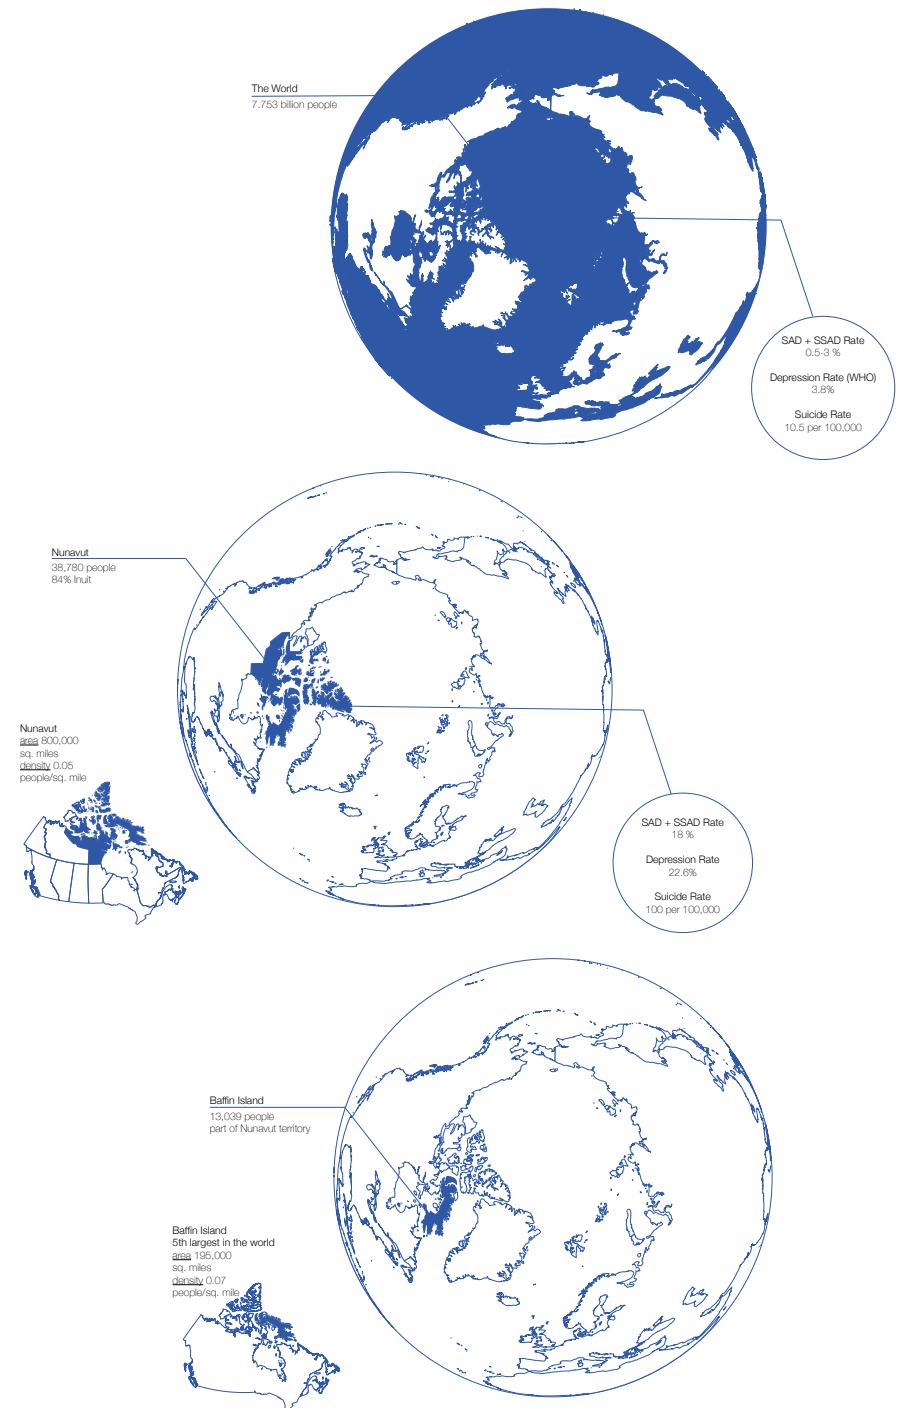 The World
7.753 billion people
SAD + SSAD Rate
0.5-3 %
Depression Rate (WHO)
3.8%
Suicide Rate
10.5 per 100,000
Nunavut
38,780 people
84% Inuit
Nunavut
area 800,000
sq. miles
density 0.05
people/sq. mile
SAD + SSAD Rate
18 %
Depression Rate
22.6%
Suicide Rate
100 per 100,000
Baffin Island
13,039 people
part of Nunavut territory
Baffin Island
5th largest in the world
area 195,000
sq. miles
density 0.07
people/sq. mile